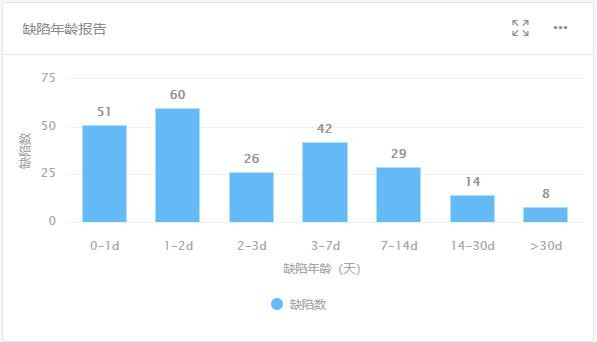 缺陷年龄报告
75
50
25
0
缺陷数
51
60
26
42
29
14
8
0-1d
1-2d
2-3d
3-7d
7-14d
14-30d
>30d
缺陷年龄（天）
缺陷数